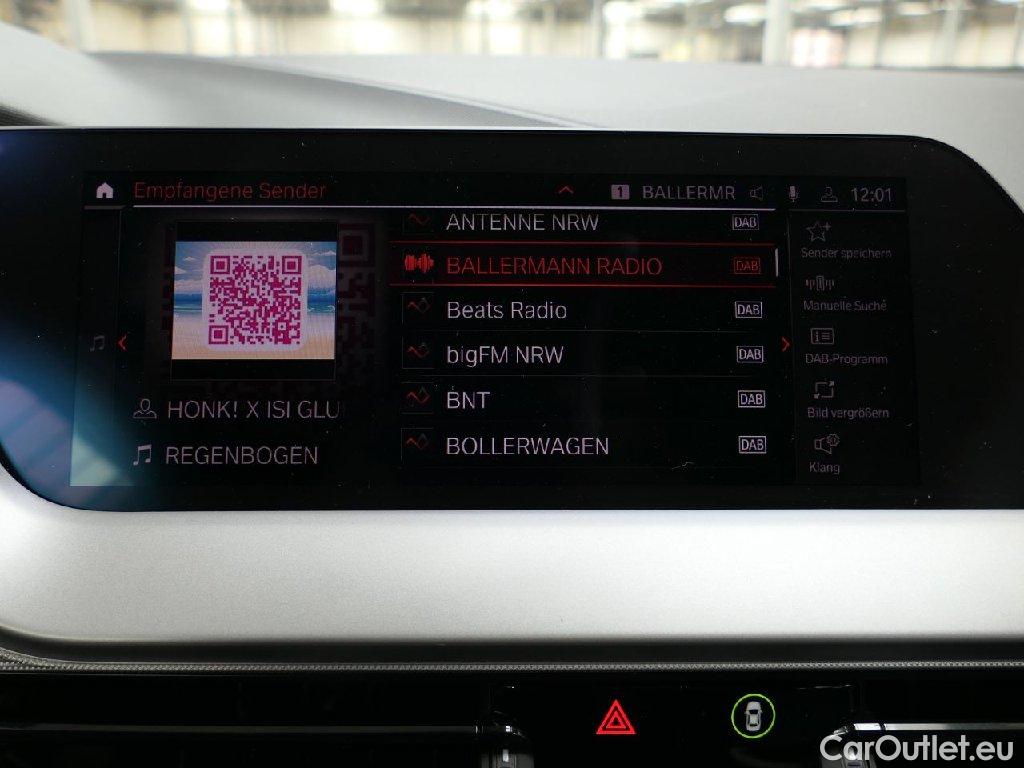 Empfangene Sender
1 BALLERMR
12:01
ANTENNE NRW DAB
BALLERMANN RADIO DAB
Beats Radio DAB
bigFM NRW DAB
BNT DAB
BOLLERWAGEN DAB
HONK! X ISI GLU
REGENBOGEN
Sender speichern
Manuelle Suche
DAB-Programm
Bild vergrößern
Klang
CarOutlet.eu